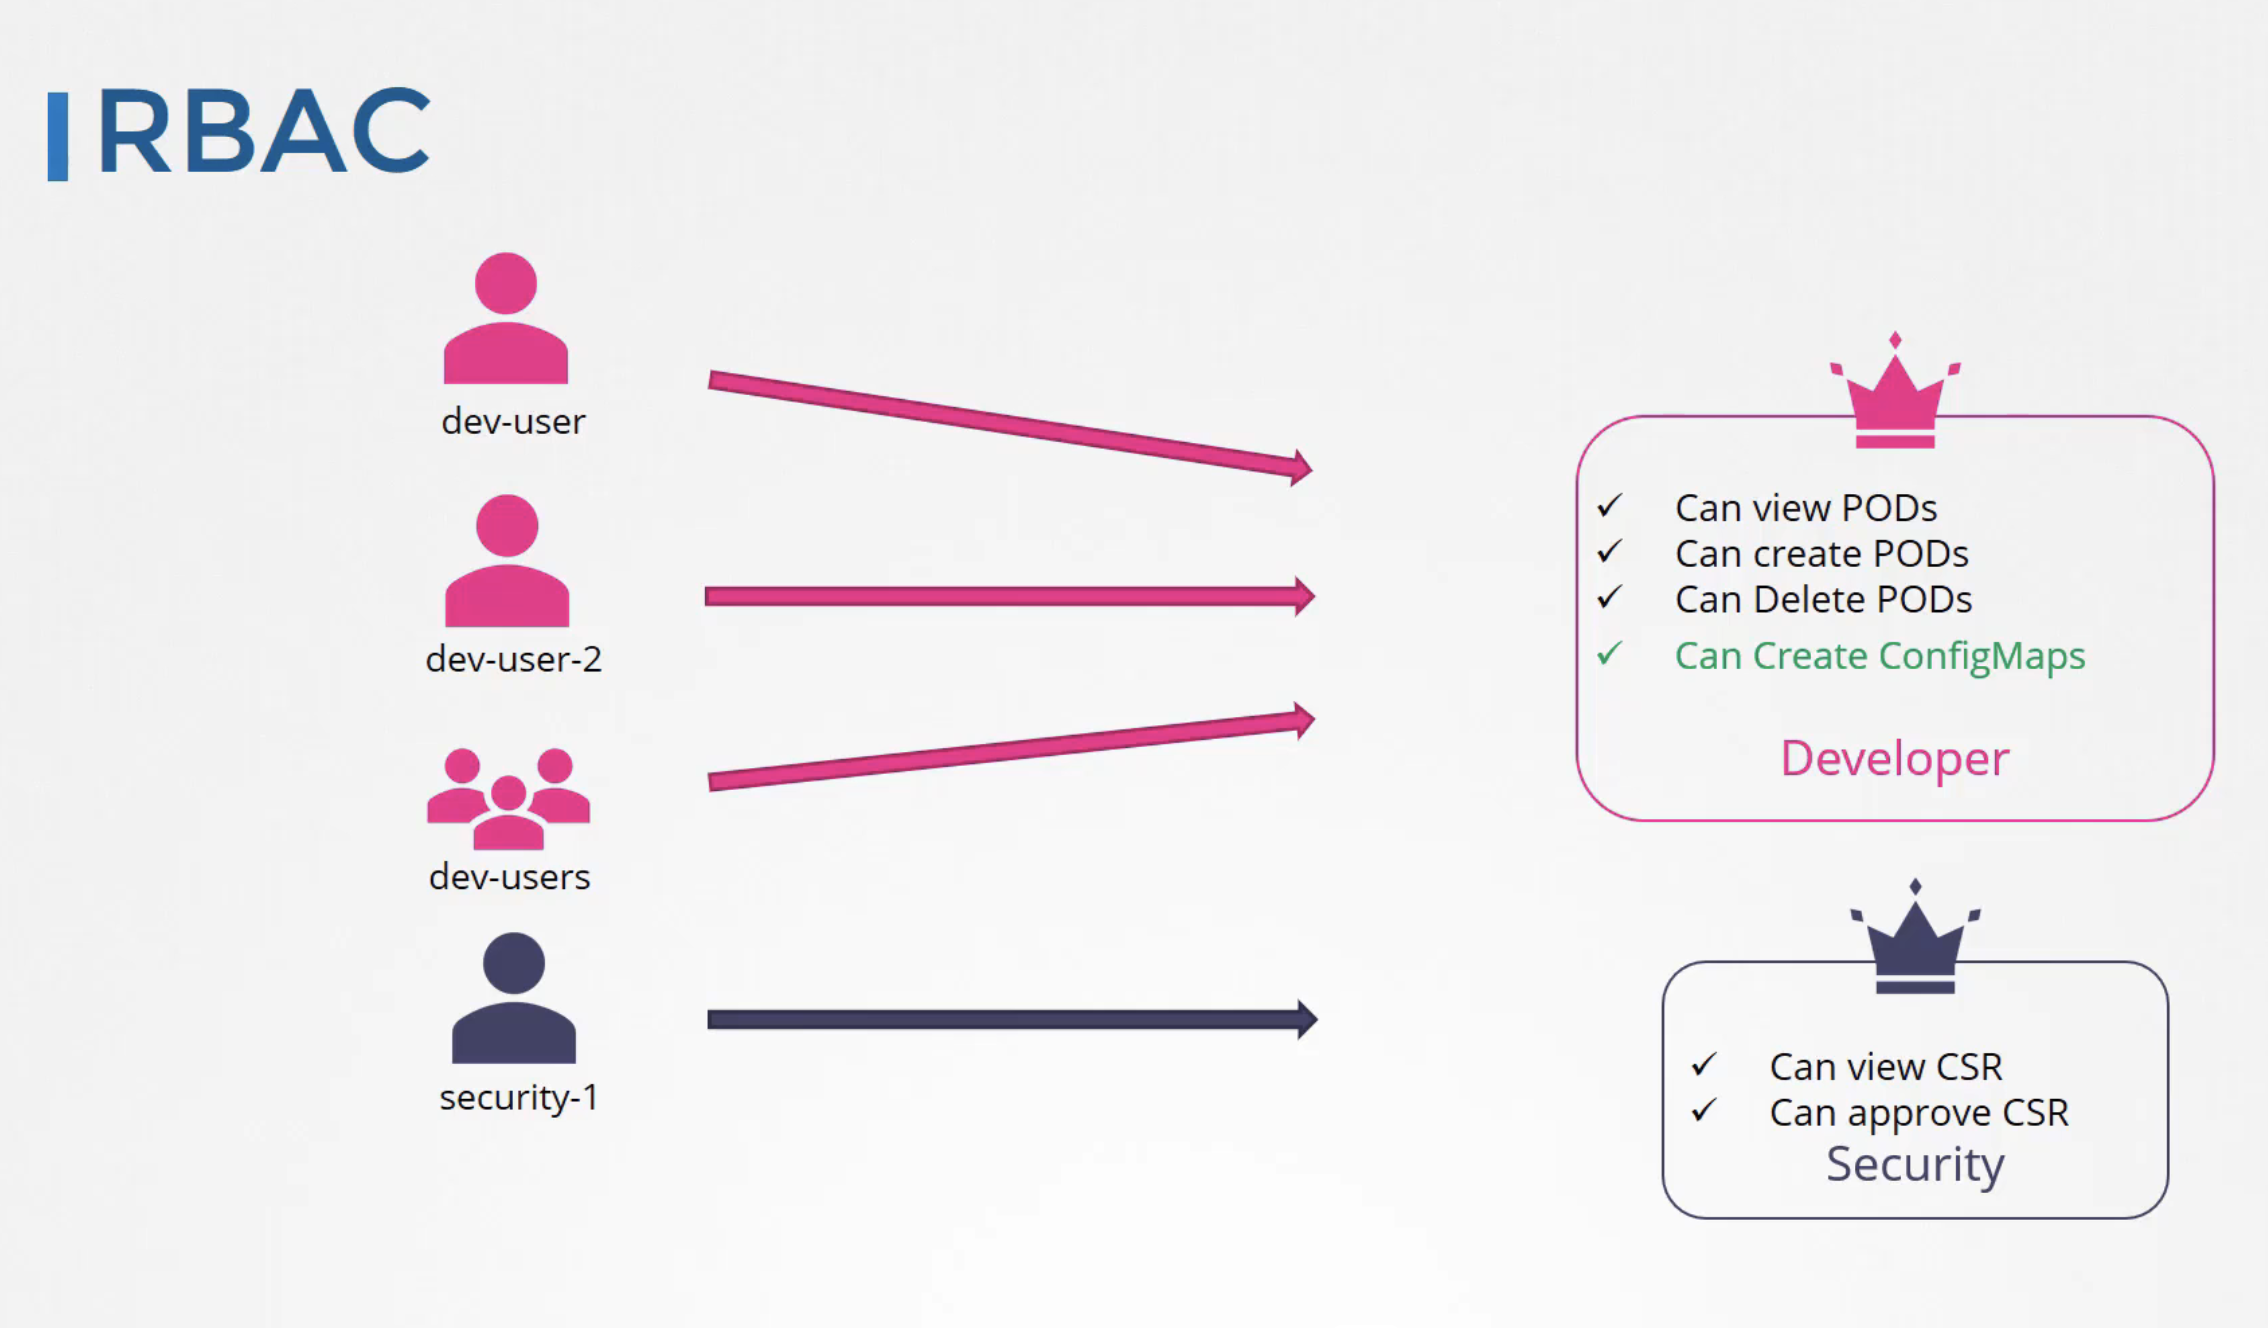 RBAC
dev-user
dev-user-2
dev-users
security-1
Can view PODs
Can create PODs
Can Delete PODs
Can Create ConfigMaps
Developer
Can view CSR
Can approve CSR
Security